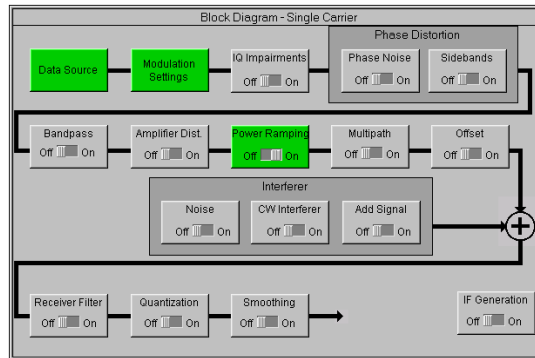 Block Diagram - Single Carrier
Phase Distortion
Data Source
Modulation
Settings
IQ Impairments
Off On
Phase Noise
Off On
Sidebands
Off On
Bandpass
Off On
Amplifier Dist.
Off On
Power Ramping
Off On
Multipath
Off On
Offset
Off On
Interferer
Noise
Off On
CW Interferer
Off On
Add Signal
Off On
+
Receiver Filter
Off On
Quantization
Off On
Smoothing
Off On
IF Generation
Off On